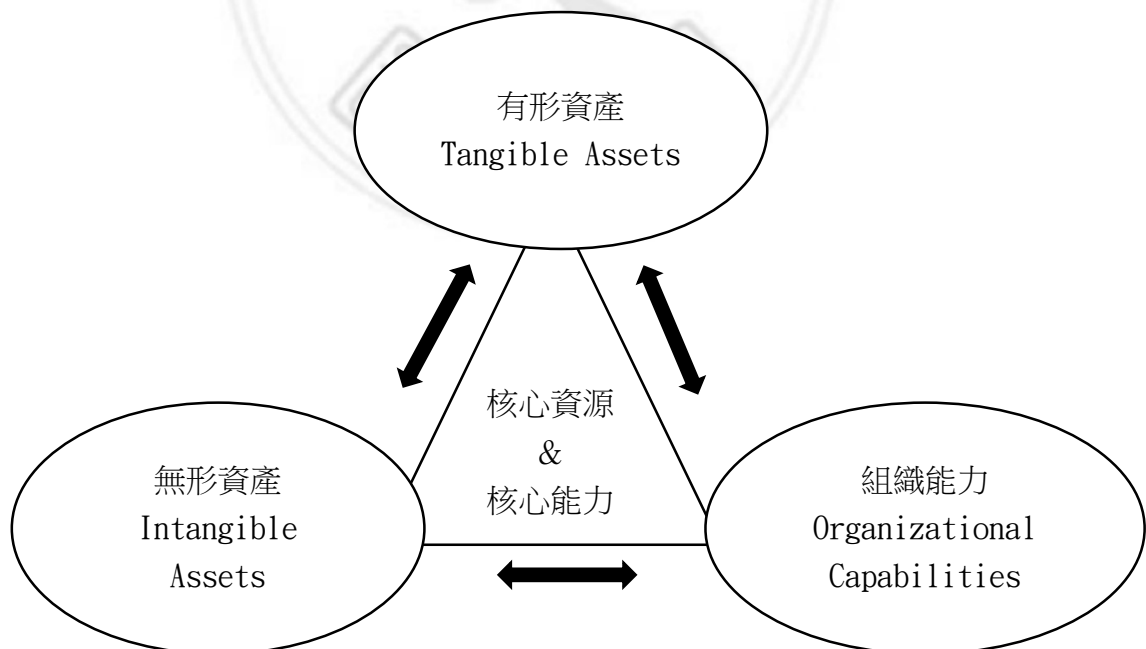 有形資產
Tangible Assets
核心資源
&
核心能力
無形資產
Intangible
Assets
組織能力
Organizational
Capabilities